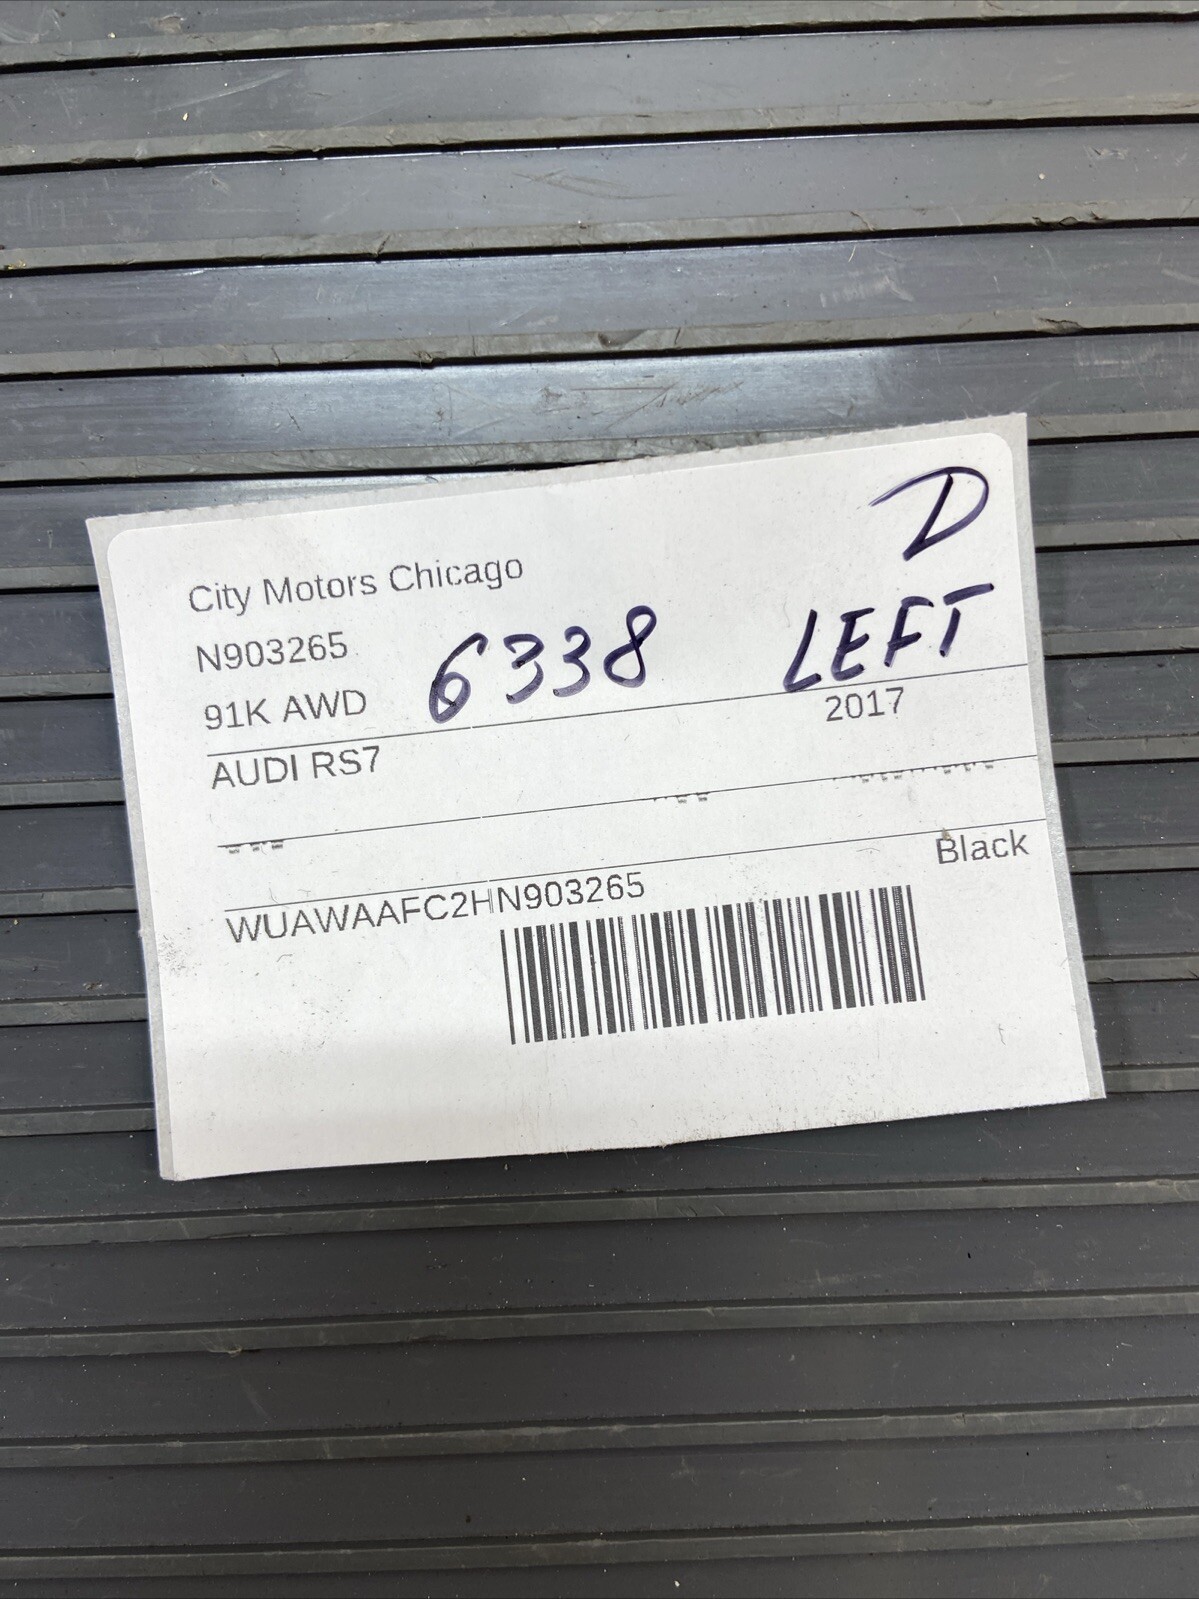 D
City Motors Chicago
N903265 6338 LEFT
91K AWD
AUDI RS7 2017
Black
WUAWAAFC2HN903265